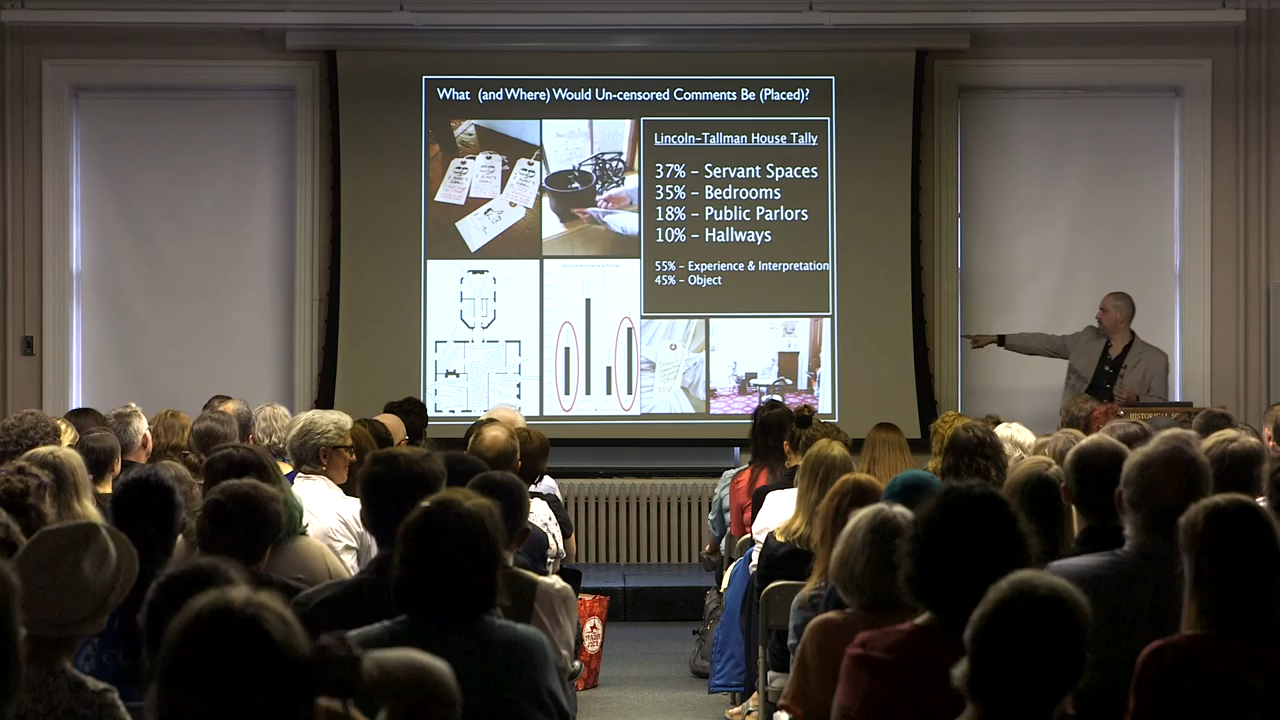 What (and Where) Would Un-censored Comments Be (Placed)?
Lincoln-Tallman House Tally
37% – Servant Spaces
35% – Bedrooms
18% – Public Parlors
10% – Hallways
55% – Experience & Interpretation
45% – Object
HISTORICAL